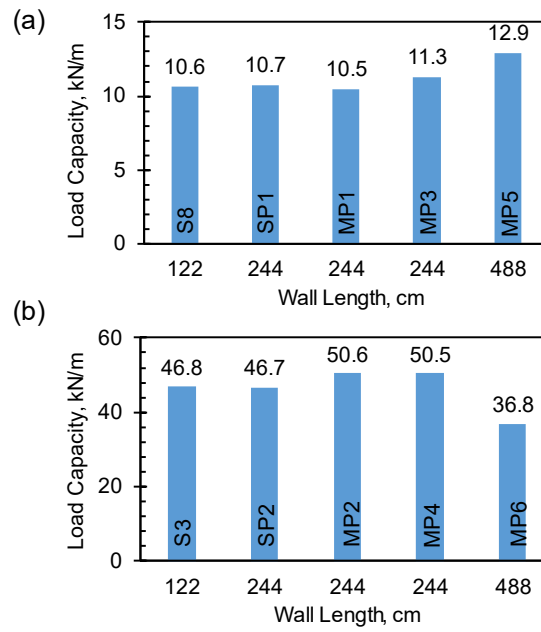 (a)
Load Capacity, kN/m
15
10
5
0
10.6 10.7 10.5 11.3 12.9
S8 SP1 MP1 MP3 MP5
122 244 244 244 488
Wall Length, cm
(b)
Load Capacity, kN/m
60
40
20
0
46.8 46.7 50.6 50.5 36.8
S3 SP2 MP2 MP4 MP6
122 244 244 244 488
Wall Length, cm